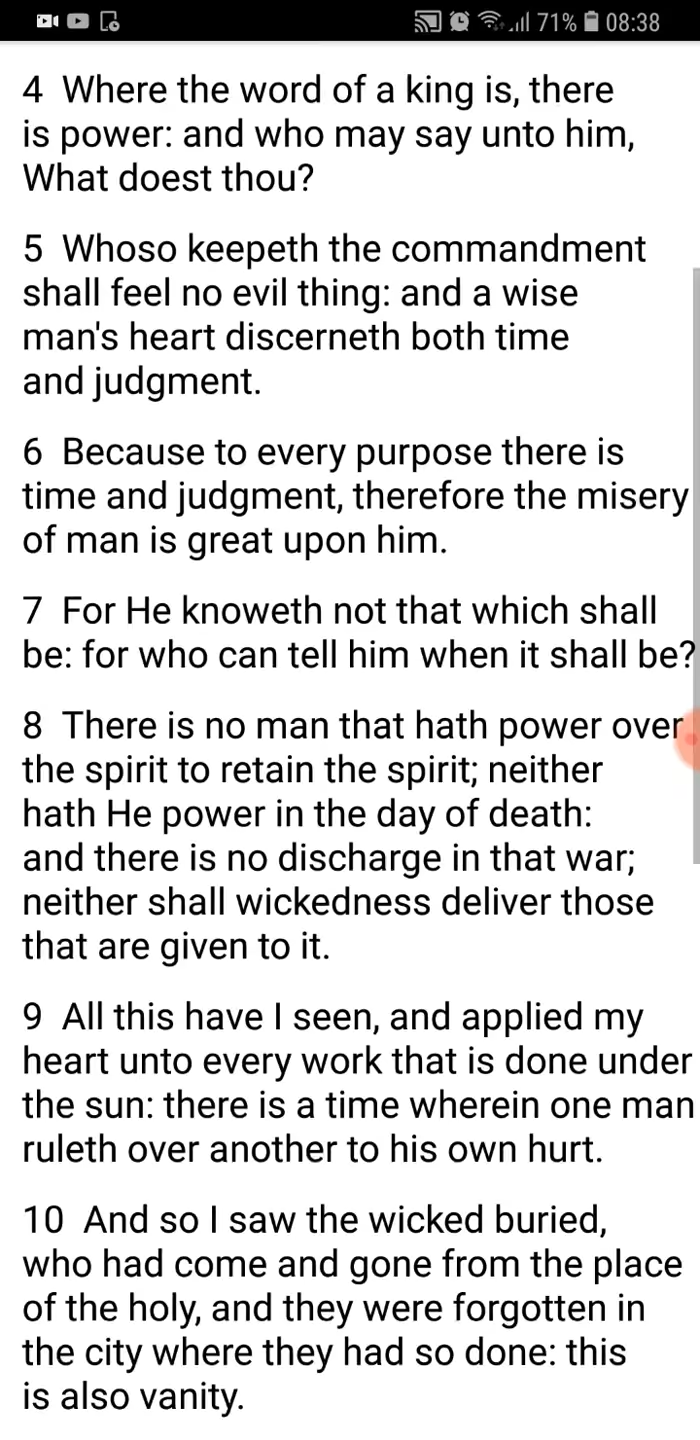 71% 08:38
4 Where the word of a king is, there
is power: and who may say unto him,
What doest thou?
5 Whoso keepeth the commandment
shall feel no evil thing: and a wise
man's heart discerneth both time
and judgment.
6 Because to every purpose there is
time and judgment, therefore the misery
of man is great upon him.
7 For He knoweth not that which shall
be: for who can tell him when it shall be?
8 There is no man that hath power over
the spirit to retain the spirit; neither
hath He power in the day of death:
and there is no discharge in that war;
neither shall wickedness deliver those
that are given to it.
9 All this have I seen, and applied my
heart unto every work that is done under
the sun: there is a time wherein one man
ruleth over another to his own hurt.
10 And so I saw the wicked buried,
who had come and gone from the place
of the holy, and they were forgotten in
the city where they had so done: this
is also vanity.